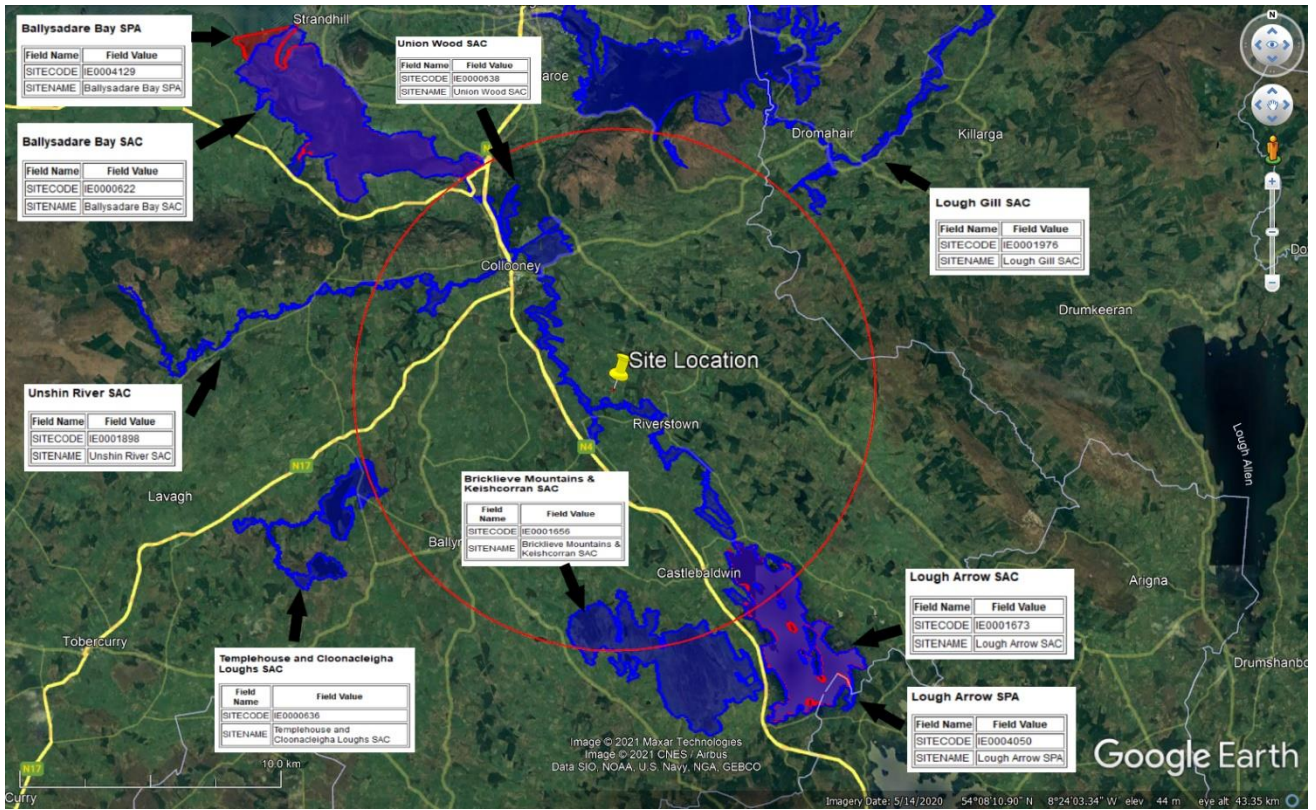 Strandhill
Ballysadare Bay SPA
Field Name Field Value
SITECODE IE0004129
SITENAME Ballysadare Bay SPA
Union Wood SAC
Field Name Field Value
SITECODE IE0000638
SITENAME Union Wood SAC
aroe
N
Dromahair
Killarga
Ballysadare Bay SAC
Field Name Field Value
SITECODE IE0000622
SITENAME Ballysadare Bay SAC
Lough Gill SAC
Field Name Field Value
SITECODE IE0001976
SITENAME Lough Gill SAC
Collooney
Drumkeeran
Site Location
Unshin River SAC
Field Name Field Value
SITECODE IE0001898
SITENAME Unshin River SAC
Riverstown
Lough Allen
N4
N17
Lavagh
Bricklieve Mountains &
Keishcorran SAC
Field
Name Field Value
SITECODE IE0001656
SITENAME Bricklieve Mountains &
Keishcorran SAC
Ballyn
Castlebaldwin
Arigna
Lough Arrow SAC
Field Name Field Value
SITECODE IE0001673
SITENAME Lough Arrow SAC
Tobercurry
Drumshanbo
Templehouse and Cloonacleigha
Loughs SAC
Field
Name Field Value
SITECODE IE0000636
SITENAME Templehouse and
Cloonacleigha Loughs SAC
Lough Arrow SPA
Field Name Field Value
SITECODE IE0004050
SITENAME Lough Arrow SPA
Image © 2021 Maxar Technologies
Image © 2021 CNES / Airbus
Data SIO, NOAA, U.S. Navy, NGA, GEBCO
Google Earth
N17
10.0 km
Curry
Imagery Date: 5/14/2020 54°08'10.90" N 8°24'03.34" W elev 44 m eye alt 43.35 km